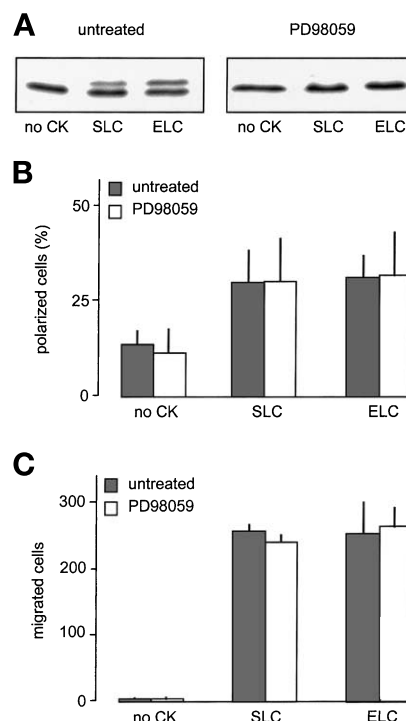 A
untreated PD98059
no CK SLC ELC no CK SLC ELC
B
untreated
PD98059
50
25
0
polarized cells (%)
no CK SLC ELC
C
untreated
PD98059
300
200
100
0
migrated cells
no CK SLC ELC